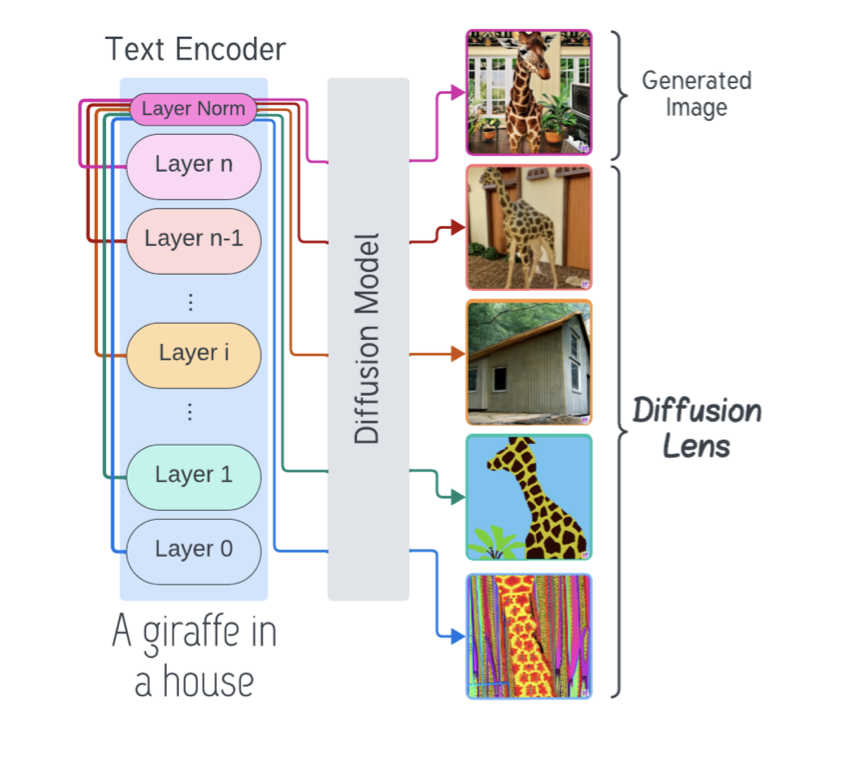 Text Encoder
Layer Norm
Layer n
Layer n-1
⋮
Layer i
⋮
Layer 1
Layer 0
A giraffe in
a house
Diffusion Model
Generated
Image
Diffusion
Lens